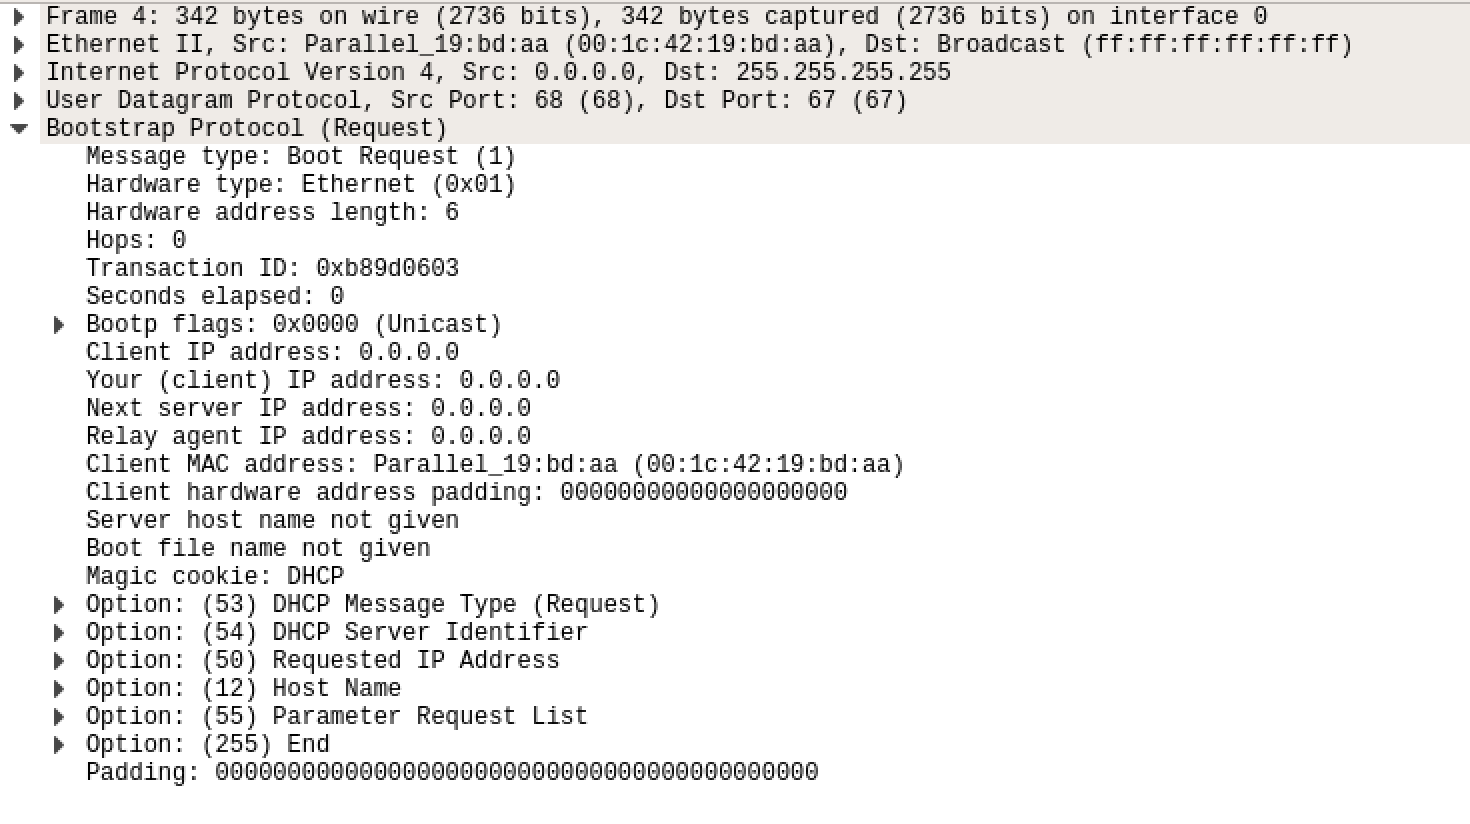 Frame 4: 342 bytes on wire (2736 bits), 342 bytes captured (2736 bits) on interface 0
Ethernet II, Src: Parallel_19:bd:aa (00:1c:42:19:bd:aa), Dst: Broadcast (ff:ff:ff:ff:ff:ff)
Internet Protocol Version 4, Src: 0.0.0.0, Dst: 255.255.255.255
User Datagram Protocol, Src Port: 68 (68), Dst Port: 67 (67)
Bootstrap Protocol (Request)
Message type: Boot Request (1)
Hardware type: Ethernet (0x01)
Hardware address length: 6
Hops: 0
Transaction ID: 0xb89d0603
Seconds elapsed: 0
Bootp flags: 0x0000 (Unicast)
Client IP address: 0.0.0.0
Your (client) IP address: 0.0.0.0
Next server IP address: 0.0.0.0
Relay agent IP address: 0.0.0.0
Client MAC address: Parallel_19:bd:aa (00:1c:42:19:bd:aa)
Client hardware address padding: 00000000000000000000
Server host name not given
Boot file name not given
Magic cookie: DHCP
Option: (53) DHCP Message Type (Request)
Option: (54) DHCP Server Identifier
Option: (50) Requested IP Address
Option: (12) Host Name
Option: (55) Parameter Request List
Option: (255) End
Padding: 000000000000000000000000000000000000000000